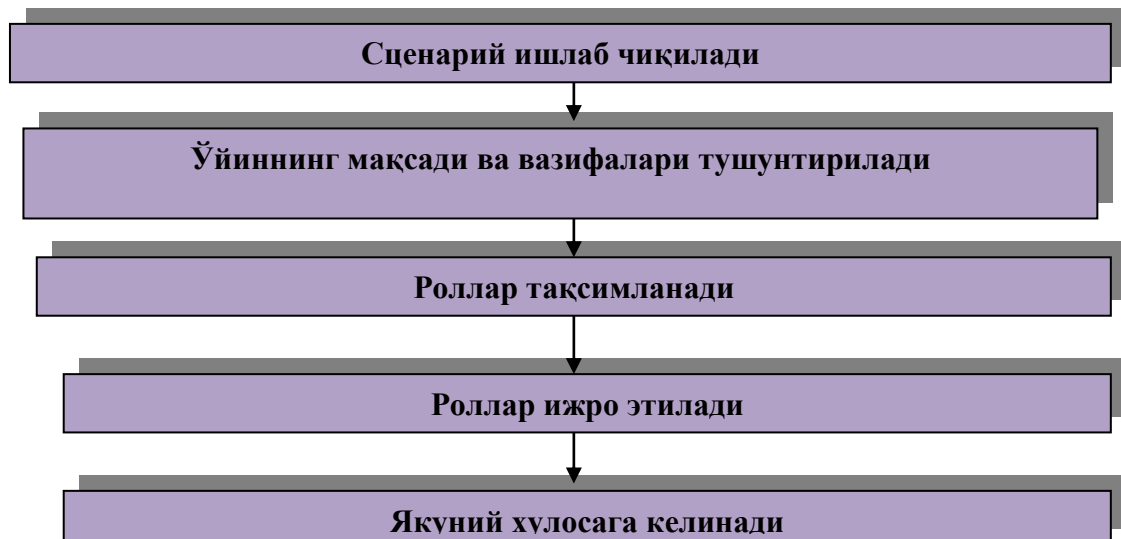 Сценарий ишлаб чиқилади
Ўйиннинг мақсади ва вазифалари тушунтирилади
Роллар тақсимланади
Роллар ижро этилади
Якуний хулосага келинади